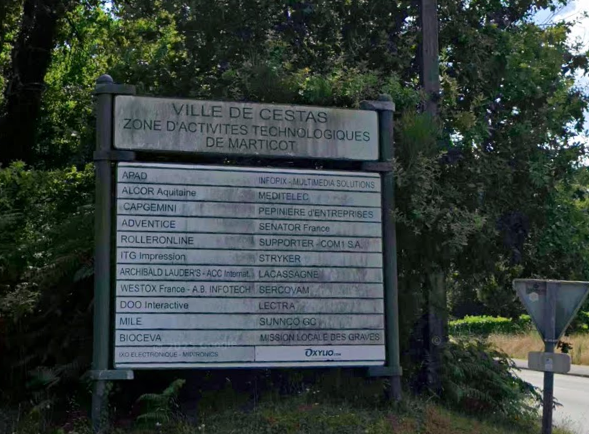 VILLE DE CESTAS
ZONE D'ACTIVITES TECHNOLOGIQUES
DE MARTICOT
APAD
ALCOR Aquitaine
CAPGEMINI
ADVENTICE
ROLLERONLINE
ITG Impression
ARCHIBALD LAUDER'S - ACC Internat.
WESTOX France - A.B. INFOTECH
DOO Interactive
MILE
BIOCEVA
IXO ELECTRONIQUE -
INFOPIX - MULTIMEDIA SOLUTIONS
MEDITELEC
PEPINIERE d'ENTREPRISES
SENATOR France
SUPPORTER - COM1 S.A.
STRYKER
LACASSAGNE
SERCOVAM
LECTRA
SUNNCO GC
MISSION LOCALE DES GRAVES
OXYLIO.com